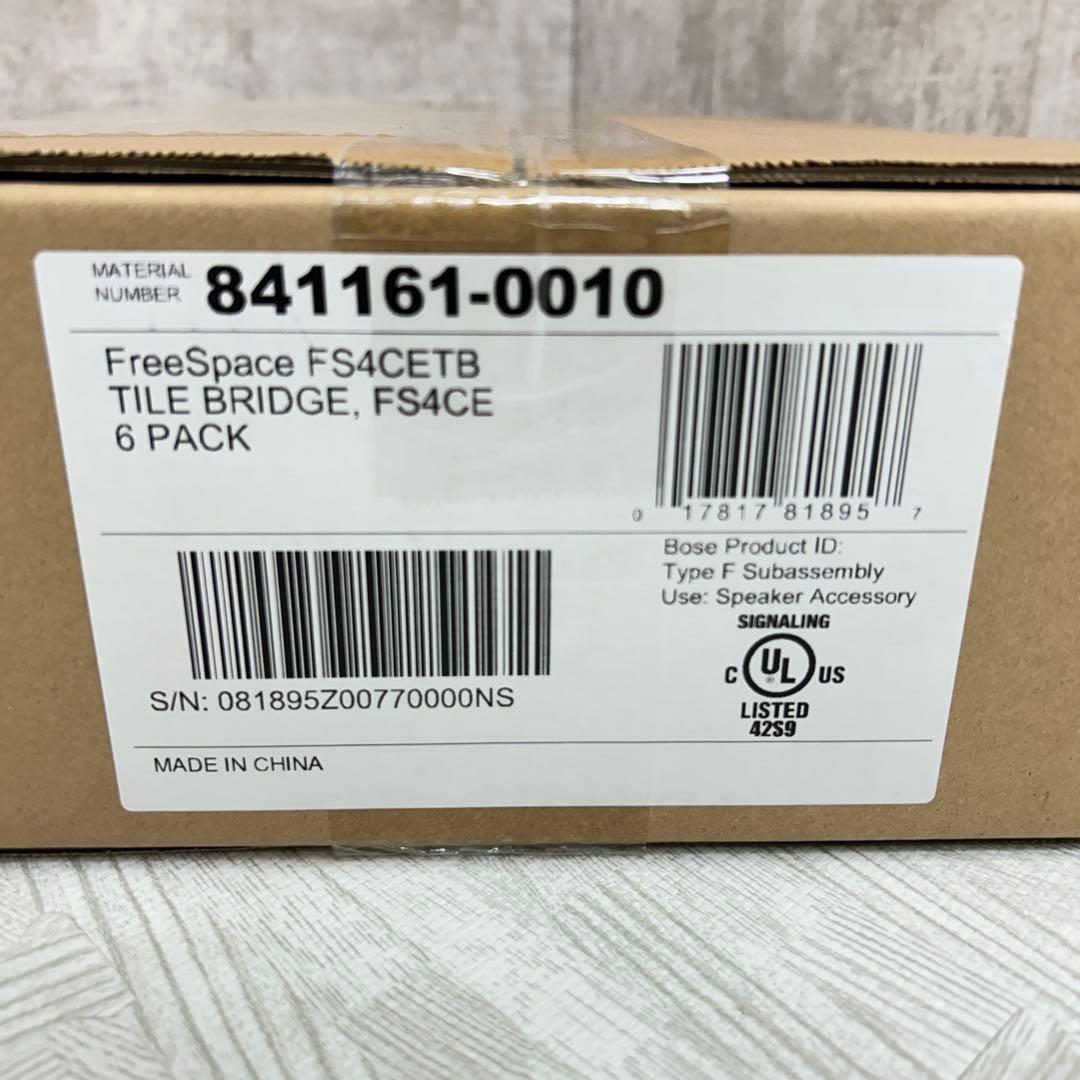 MATERIAL
NUMBER
841161-0010
FreeSpace FS4CETB
TILE BRIDGE, FS4CE
6 PACK
0 17817 81895 7
Bose Product ID:
Type F Subassembly
Use: Speaker Accessory
SIGNALING
C UL ® US
LISTED
42S9
S/N: 081895Z00770000NS
MADE IN CHINA